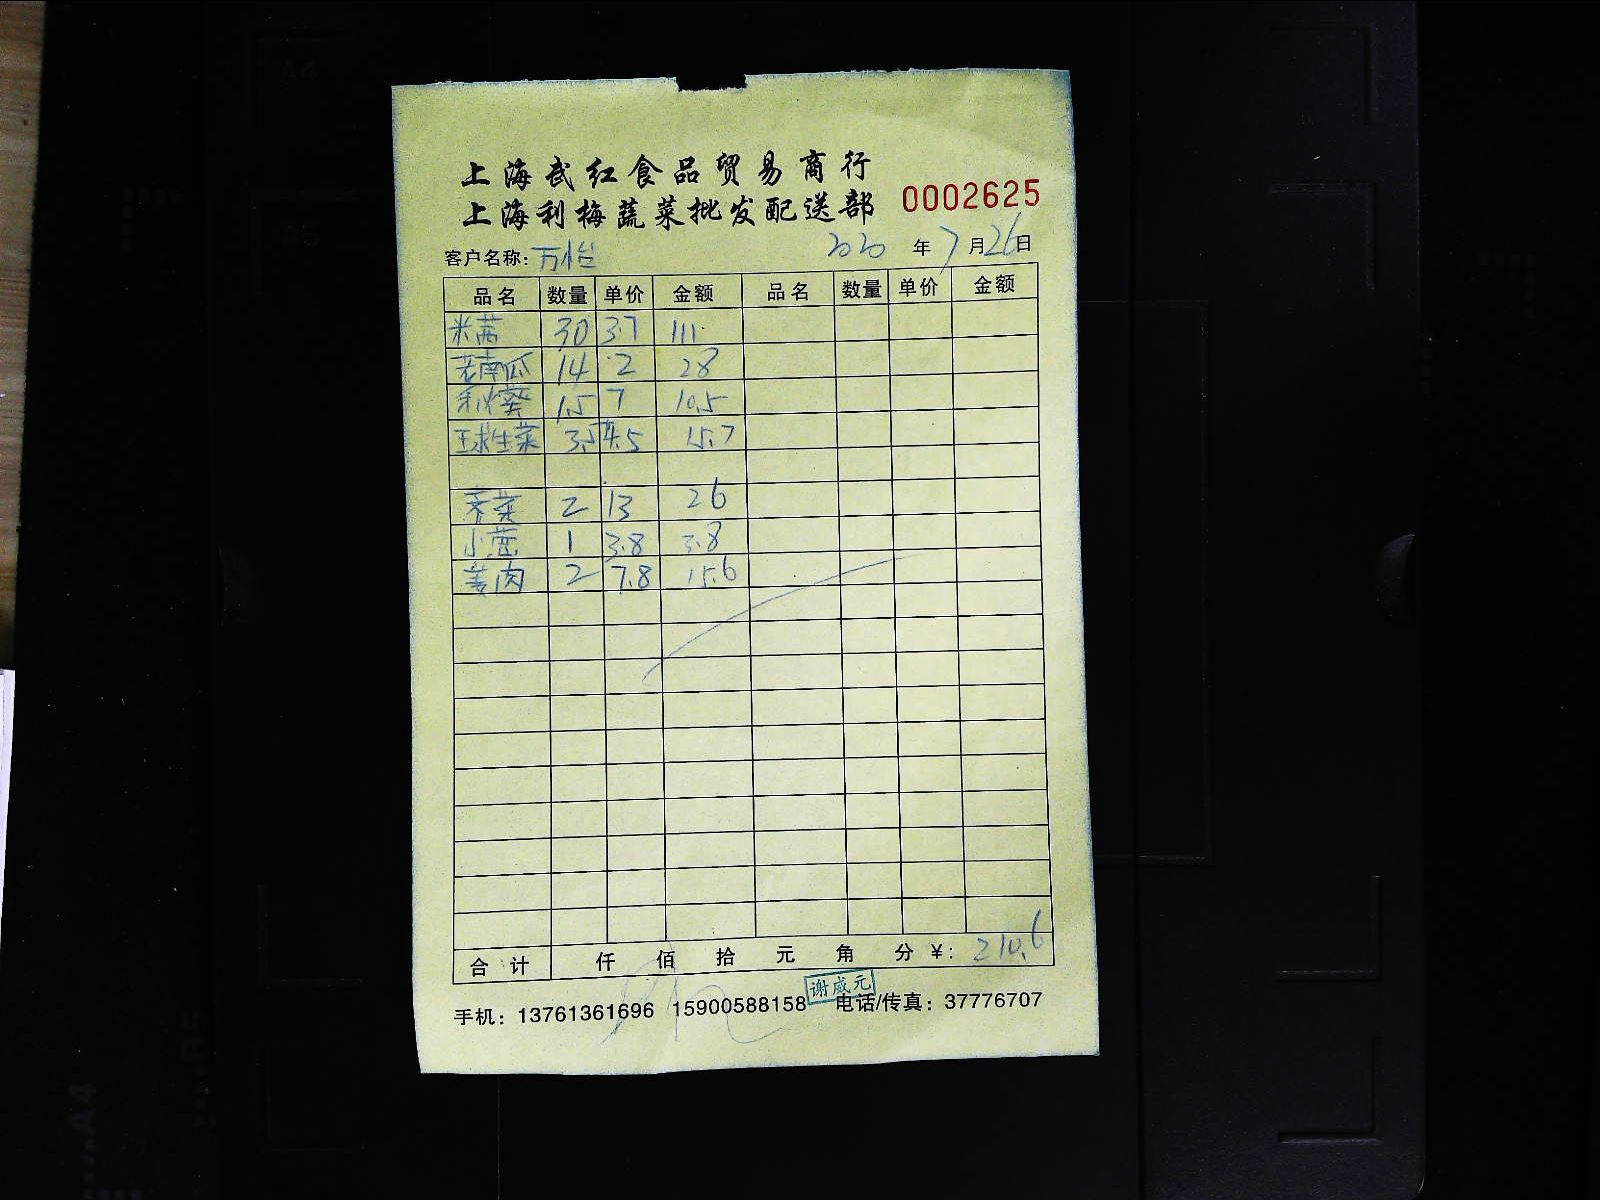 上海武红食品贸易商行
上海利梅蔬菜批发配送部 0002625
客户名称：万怡 2020 年 7 月 26 日
品名 数量 单价 金额 品名 数量 单价 金额
米苋 30 3.7 111
老南瓜 14 2 28
秋葵 1.5 7 10.5
球生菜 3.5 4.5 15.7
荠菜 2 13 26
小葱 1 3.8 3.8
姜肉 2 7.8 15.6
合计 仟 佰 拾 元 角 分 ¥：210.6
谢威元
手机：13761361696 15900588158 电话/传真：37776707